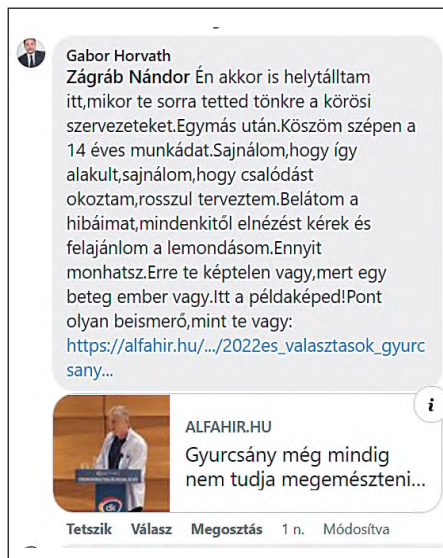 Gabor Horvath
Zágráb Nándor Én akkor is helytálltam
itt,mikor te sorra tetted tönkre a körösi
szervezeteket.Egymás után.Köszöm szépen a
14 éves munkádat.Sajnálom,hogy így
alakult,sajnálom,hogy csalódást
okoztam,rosszul terveztem.Belátom a
hibáimat,mindenkitől elnézést kérek és
felajánlom a lemondásom.Ennyit
monhatsz.Erre te képtelen vagy,mert egy
beteg ember vagy.Itt a példaképed!Pont
olyan beismerő,mint te vagy:
https://alfahir.hu/.../2022es_valasztasok_gyurc
sany...
i
ALFAHIR.HU
Gyurcsány még mindig
nem tudja megemészteni...
dk
Tetszik Válasz Megosztás 1 n. Módosítva